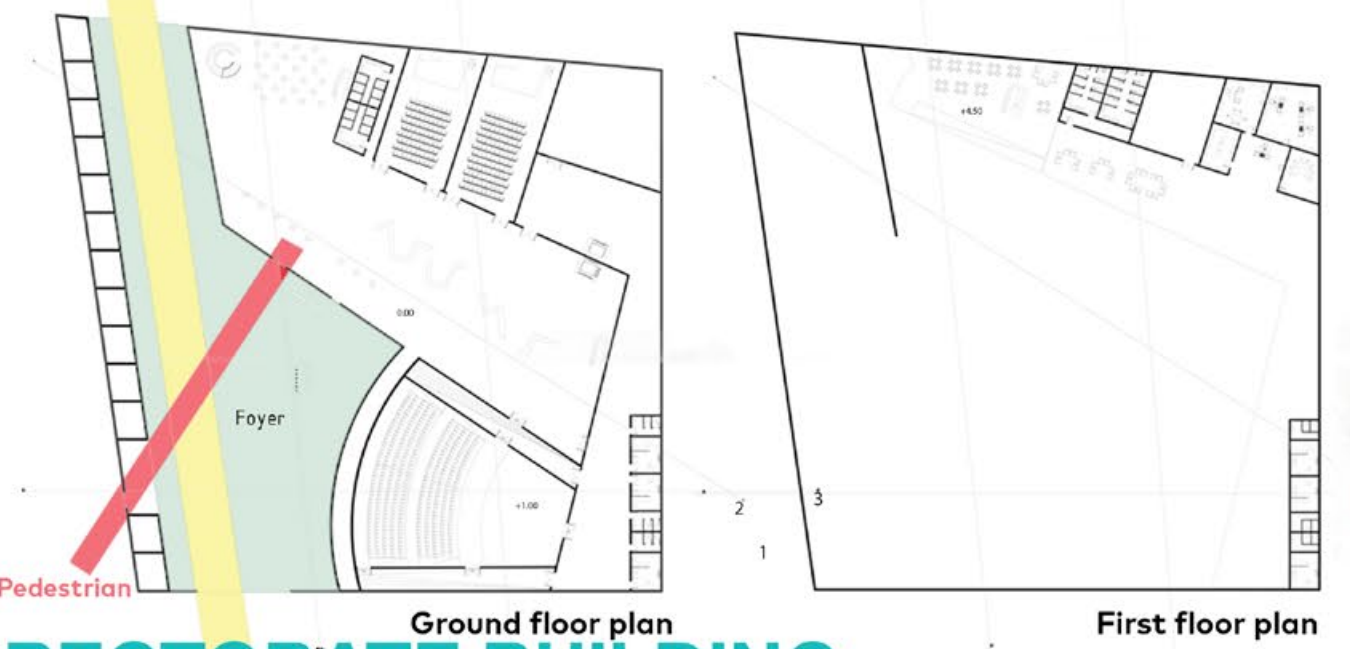 +4.50
0.00
Foyer
+1.00
2
3
1
Pedestrian
Ground floor plan
First floor plan